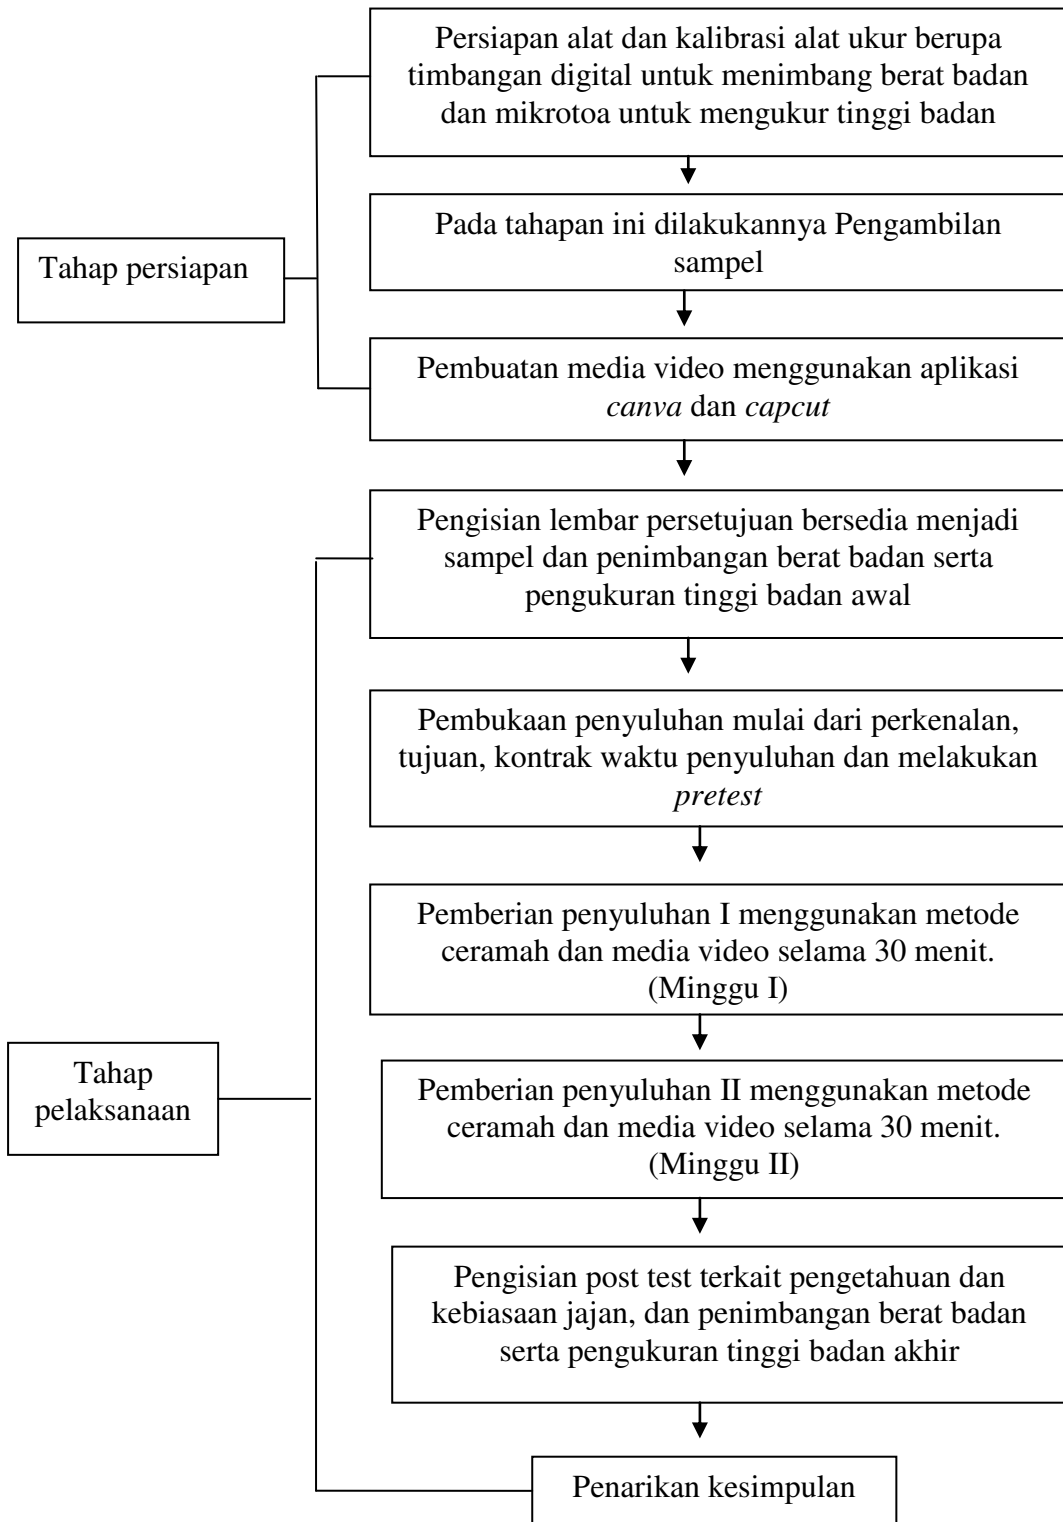 Persiapan alat dan kalibrasi alat ukur berupa
timbangan digital untuk menimbang berat badan
dan mikrotoa untuk mengukur tinggi badan
Pada tahapan ini dilakukannya Pengambilan
sampel
Tahap persiapan
Pembuatan media video menggunakan aplikasi
canva dan capcut
Pengisian lembar persetujuan bersedia menjadi
sampel dan penimbangan berat badan serta
pengukuran tinggi badan awal
Pembukaan penyuluhan mulai dari perkenalan,
tujuan, kontrak waktu penyuluhan dan melakukan
pretest
Pemberian penyuluhan I menggunakan metode
ceramah dan media video selama 30 menit.
(Minggu I)
Tahap
pelaksanaan
Pemberian penyuluhan II menggunakan metode
ceramah dan media video selama 30 menit.
(Minggu II)
Pengisian post test terkait pengetahuan dan
kebiasaan jajan, dan penimbangan berat badan
serta pengukuran tinggi badan akhir
Penarikan kesimpulan